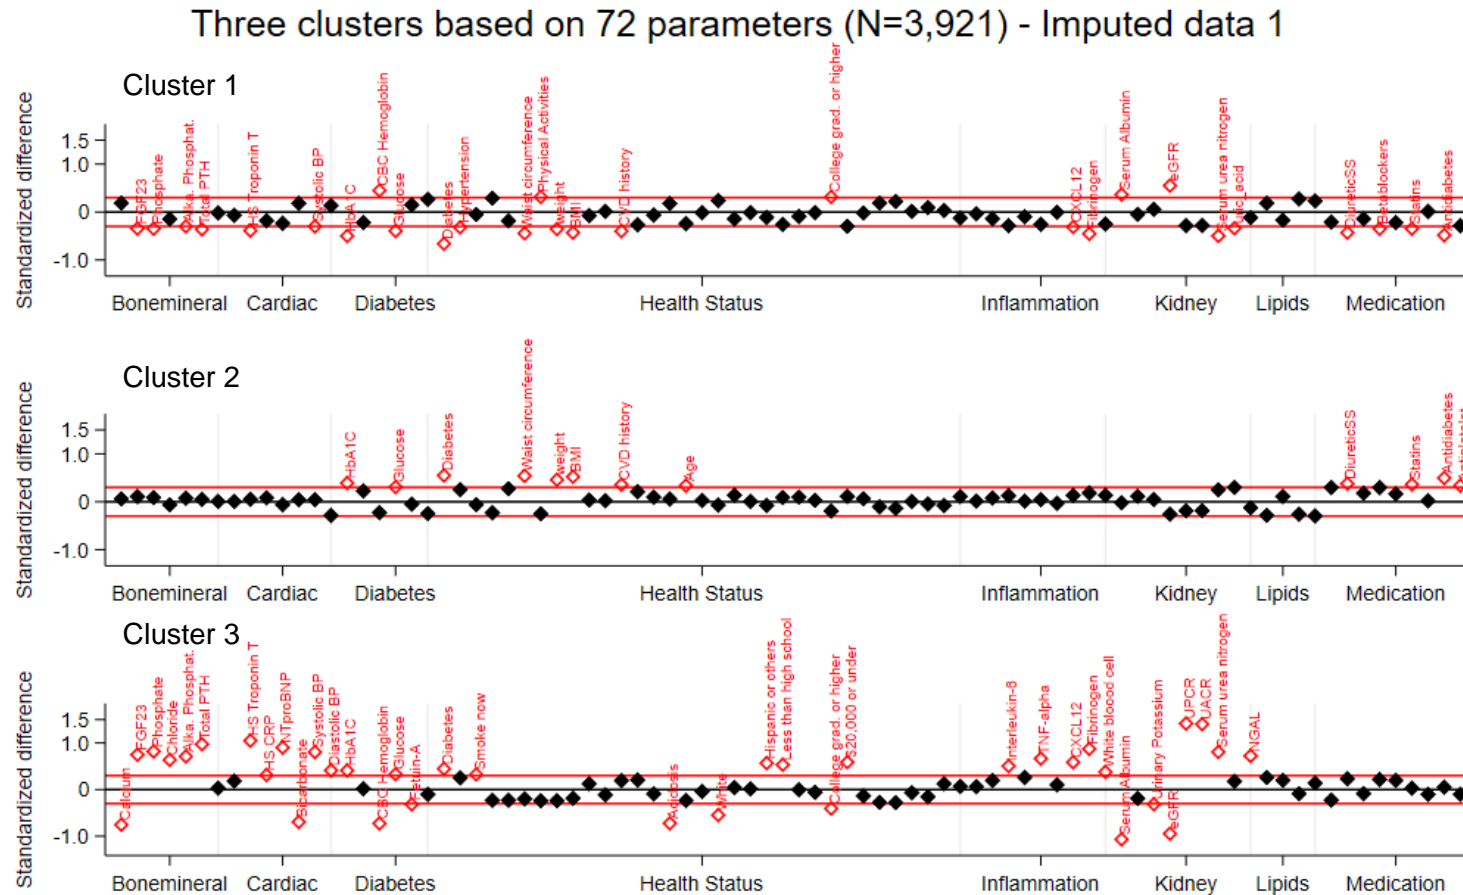 Three clusters based on 72 parameters (N=3,921) - Imputed data 1
Cluster 1
Standardized difference
1.5
1.0
0
-1.0
FGF23
Phosphate
Alka. Phosphat.
Total PTH
HS Troponin T
Systolic BP
HbA1C
CBC Hemoglobin
Glucose
Diabetes
Hypertension
Waist circumference
Physical Activities
weight
BMI
CVD history
College grad. or higher
CXCL12
Fibrinogen
Serum Albumin
eGFR
Serum urea nitrogen
uric_acid
DiureticSS
Betablockers
Statins
Antidiabetes
Bonemineral Cardiac Diabetes Health Status Inflammation Kidney Lipids Medication
Cluster 2
Standardized difference
1.5
1.0
0
-1.0
HbA1C
Glucose
Diabetes
Waist circumference
weight
BMI
CVD history
Age
DiureticSS
Statins
Antidiabetes
Bonemineral Cardiac Diabetes Health Status Inflammation Kidney Lipids Medication
Cluster 3
Standardized difference
1.5
1.0
0
-1.0
Calcium
FGF23
Phosphate
Chloride
Alka. Phosphat.
Total PTH
HS Troponin T
HS CRP
NTproBNP
Bicarbonate
Systolic BP
Diastolic BP
HbA1C
CBC Hemoglobin
Glucose
Fetuin-A
Diabetes
Smoke now
Acidosis
White
Hispanic or others
Less than high school
College grad. or higher
$20,000 or under
Interleukin-6
TNF-alpha
CXCL12
Fibrinogen
White bloood cell
Serum Albumin
Urinary Potassium
eGFR
UPCR
UACR
Serum urea nitrogen
NGAL
Bonemineral Cardiac Diabetes Health Status Inflammation Kidney Lipids Medication